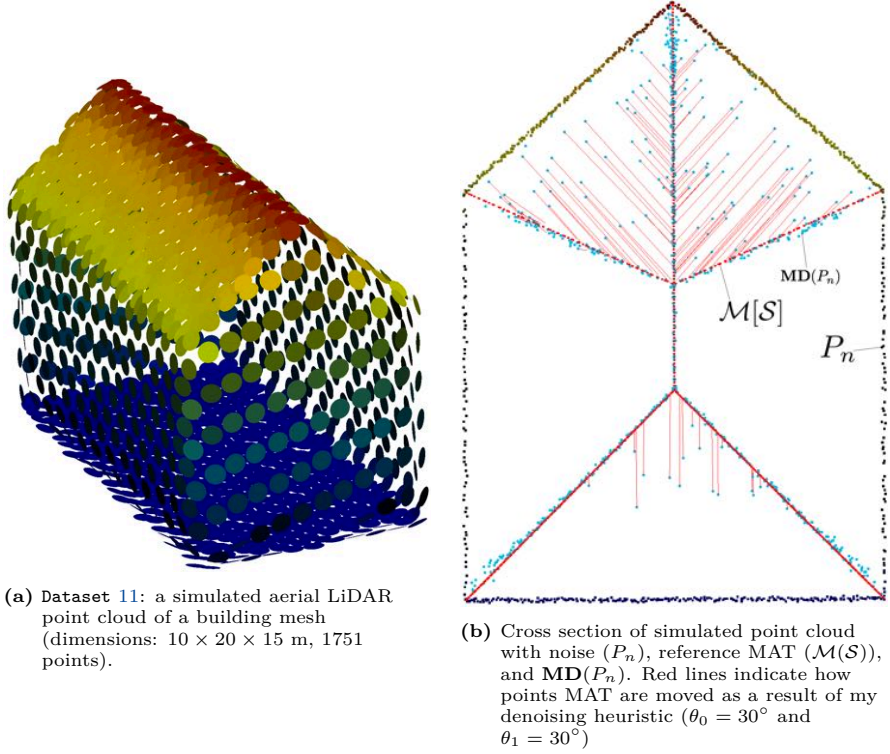 MD(Pₙ)
ℳ[𝒮]
Pₙ
(a) Dataset 11: a simulated aerial LiDAR
point cloud of a building mesh
(dimensions: 10 × 20 × 15 m, 1751
points).
(b) Cross section of simulated point cloud
with noise (Pₙ), reference MAT (ℳ(𝒮)),
and MD(Pₙ). Red lines indicate how
points MAT are moved as a result of my
denoising heuristic (θ₀ = 30° and
θ₁ = 30°)